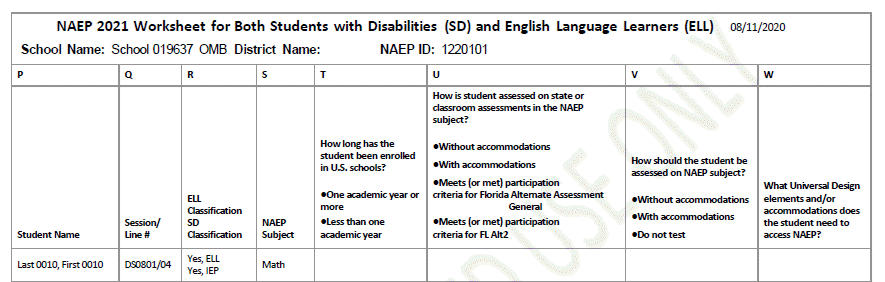 NAEP 2021 Worksheet for Both Students with Disabilities (SD) and English Language Learners (ELL) 08/11/2020
School Name: School 019637 OMB District Name: NAEP ID: 1220101
P Q R S T U V W
Student Name
Session/
Line #
ELL
Classification
SD
Classification
NAEP
Subject
How long has the
student been enrolled
in U.S. schools?
●One academic year or
more
●Less than one
academic year
How is student assessed on state or
classroom assessments in the NAEP
subject?
●Without accommodations
●With accommodations
●Meets (or met) participation
criteria for Florida Alternate Assessment
General
●Meets (or met) participation
criteria for FL Alt2
How should the student be
assessed on NAEP subject?
●Without accommodations
●With accommodations
●Do not test
What Universal Design
elements and/or
accommodations does
the student need to
access NAEP?
Last 0010, First 0010
DS0801/04
Yes, ELL
Yes, IEP
Math
USE ONLY